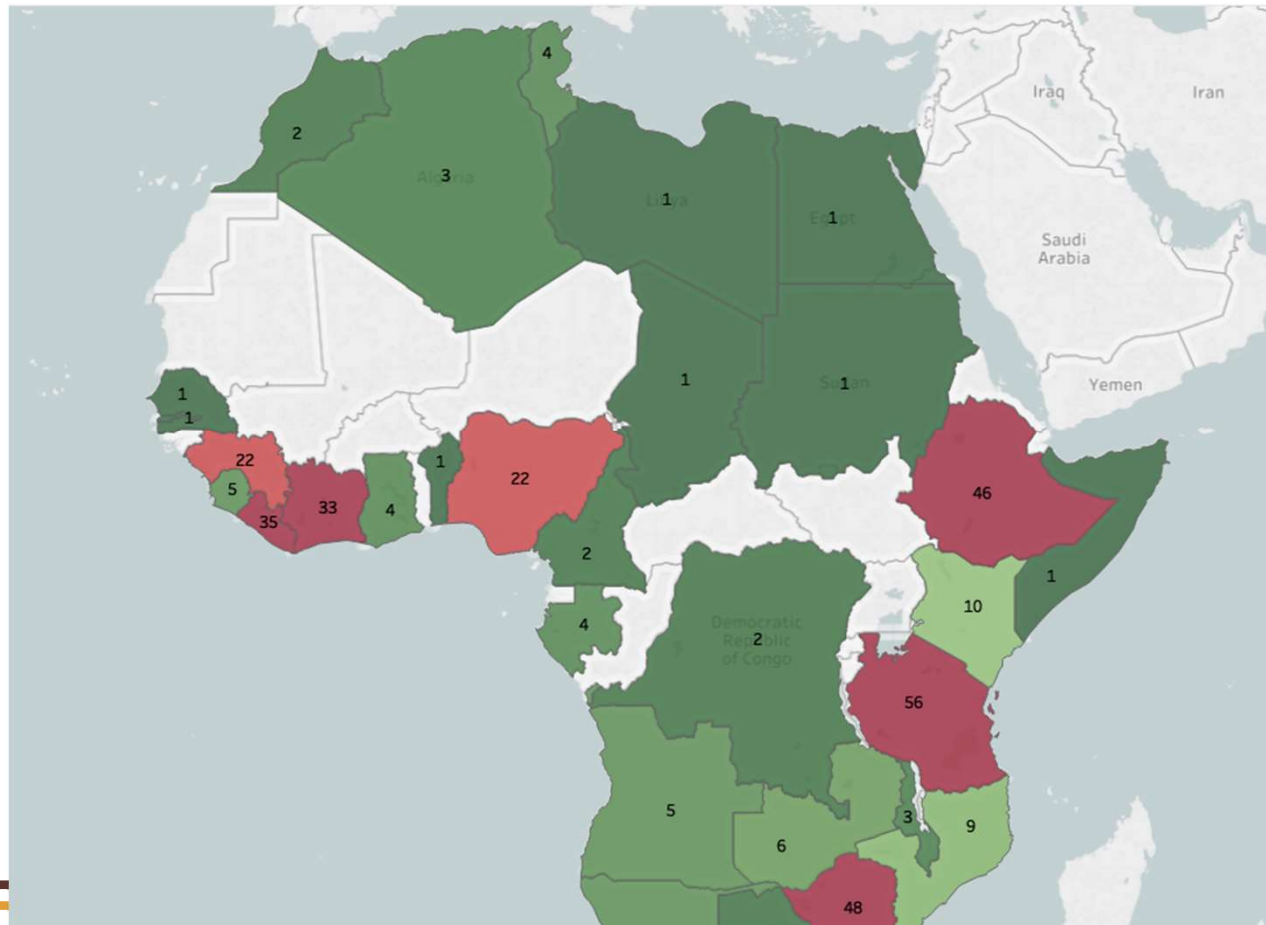 4
Iraq
Iran
2
Algeria
3
Libya
1
Egypt
1
Saudi
Arabia
1
1
Sudan
1
Yemen
1
22
1
5
22
46
33
4
35
2
1
10
4
Democratic
Republic
of Congo
2
56
5
3
9
6
48